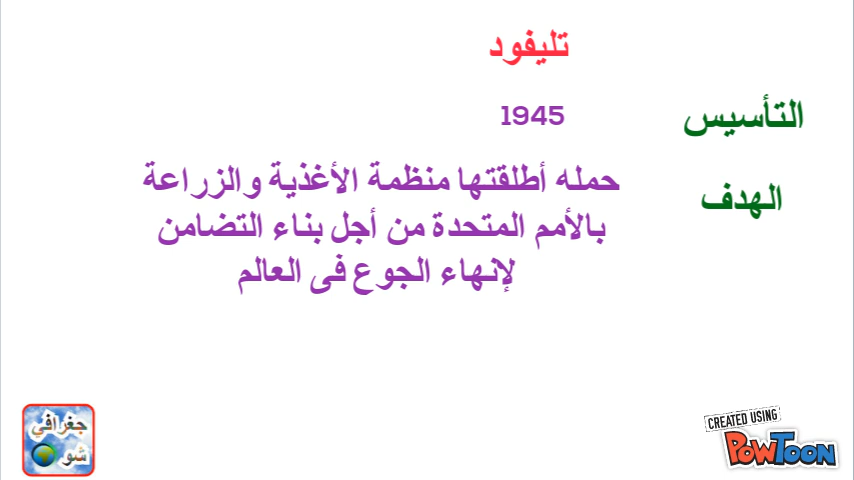 تليفود
التأسيس
1945
الهدف
حمله أطلقتها منظمة الأغذية والزراعة
بالأمم المتحدة من أجل بناء التضامن
لإنهاء الجوع فى العالم
جغرافي
شو
CREATED USING
POWTOON